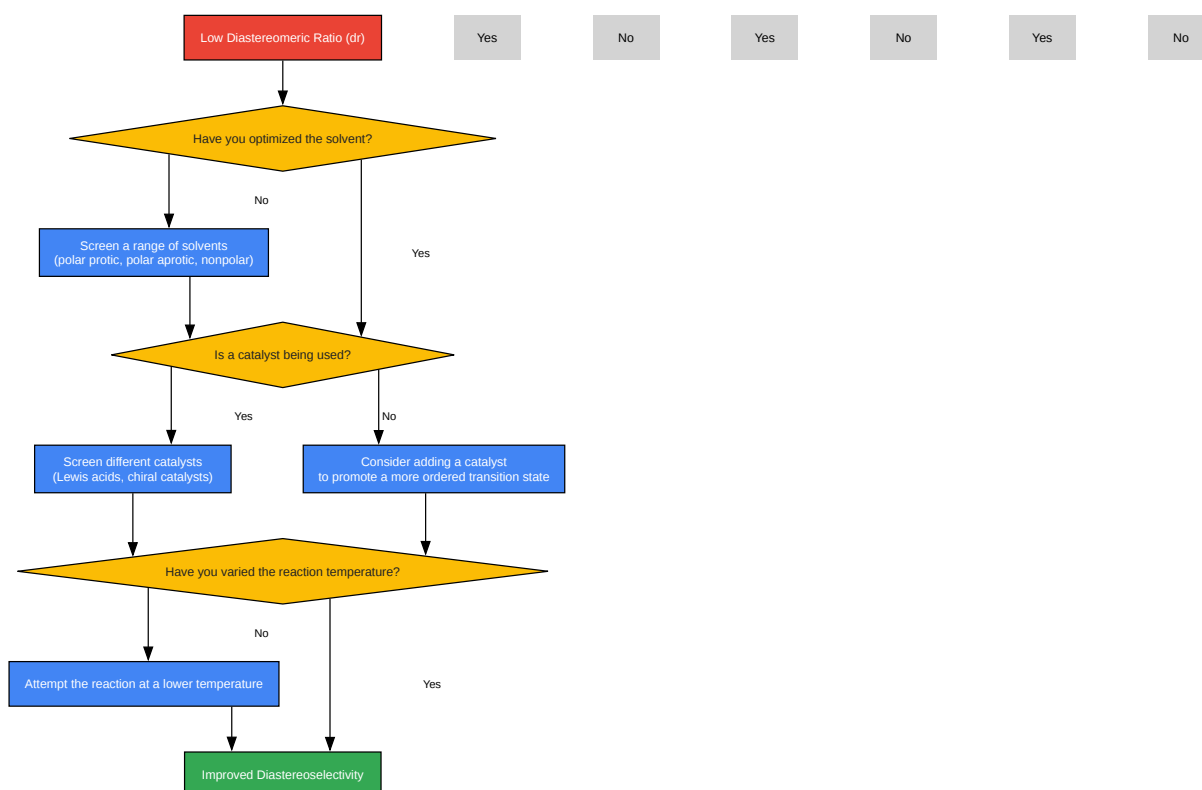 Low Diastereomeric Ratio (dr)
Yes
No
Yes
No
Yes
No
Have you optimized the solvent?
No
Screen a range of solvents
(polar protic, polar aprotic, nonpolar)
Yes
Is a catalyst being used?
Yes
No
Screen different catalysts
(Lewis acids, chiral catalysts)
Consider adding a catalyst
to promote a more ordered transition state
Have you varied the reaction temperature?
No
Attempt the reaction at a lower temperature
Yes
Improved Diastereoselectivity